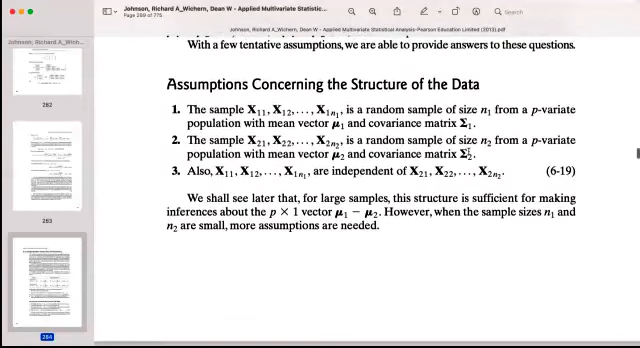 Johnson, Richard A_Wichern, Dean W - Applied Multivariate Statistic...
Page 289 of 775
Search
Johnson, Richard A_Wichern, Dean W - Applied Multivariate Statistical Analysis-Pearson Education Limited (2013).pdf
Johnson, Richard A_Wich...
282
283
284
With a few tentative assumptions, we are able to provide answers to these questions.
Assumptions Concerning the Structure of the Data
1. The sample X₁₁, X₁₂, . . . , X₁ₙ₁, is a random sample of size n₁ from a p-variate
population with mean vector μ₁ and covariance matrix Σ₁.
2. The sample X₂₁, X₂₂, . . . , X₂ₙ₂, is a random sample of size n₂ from a p-variate
population with mean vector μ₂ and covariance matrix Σ₂.
3. Also, X₁₁, X₁₂, . . . , X₁ₙ₁, are independent of X₂₁, X₂₂, . . . , X₂ₙ₂. (6-19)
We shall see later that, for large samples, this structure is sufficient for making
inferences about the p × 1 vector μ₁ − μ₂. However, when the sample sizes n₁ and
n₂ are small, more assumptions are needed.